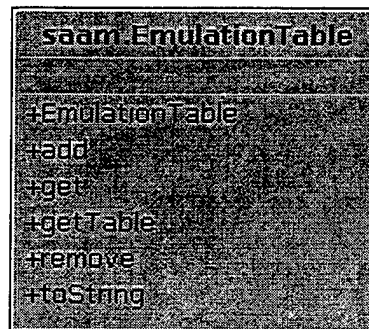 saam.EmulationTable
+EmulationTable
+add
+get
+getTable
+remove
+toString